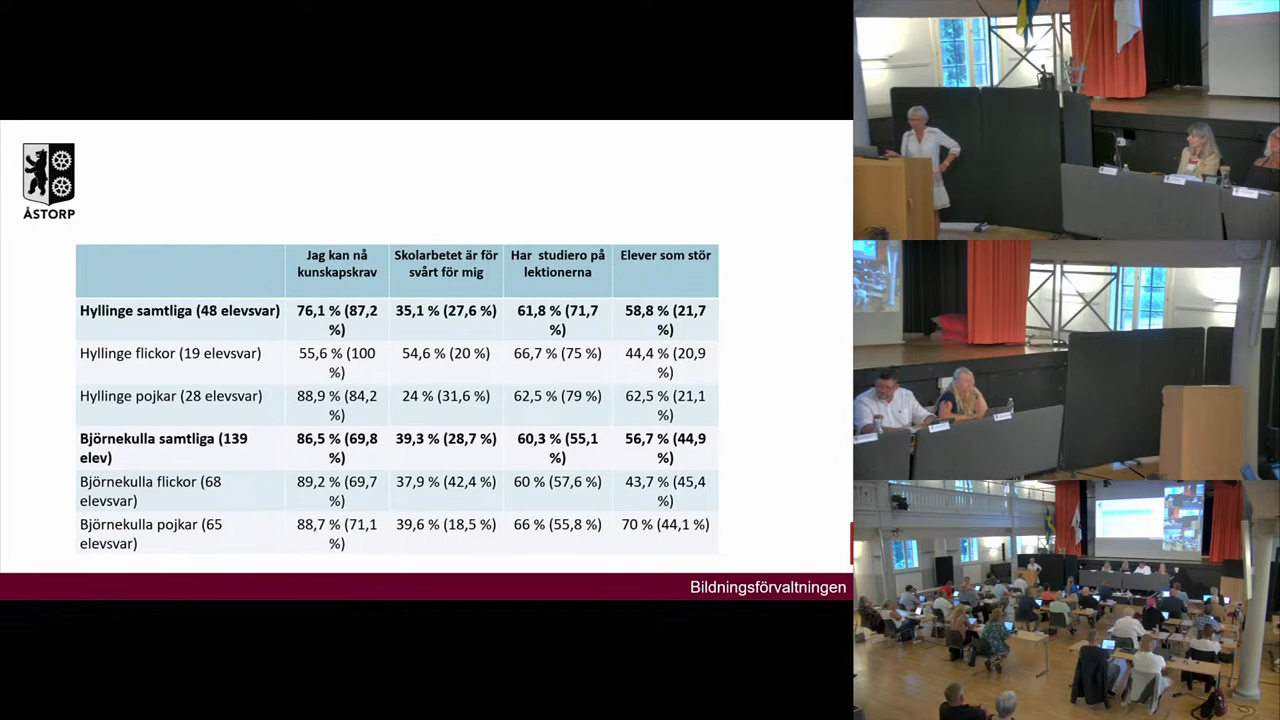 ÅSTORP
Jag kan nå
kunskapskrav
Skolarbetet är för
svårt för mig
Har studiero på
lektionerna
Elever som stör
Hyllinge samtliga (48 elevsvar)
76,1 % (87,2
%)
35,1 % (27,6 %)
61,8 % (71,7
%)
58,8 % (21,7
%)
Hyllinge flickor (19 elevsvar)
55,6 % (100
%)
54,6 % (20 %)
66,7 % (75 %)
44,4 % (20,9
%)
Hyllinge pojkar (28 elevsvar)
88,9 % (84,2
%)
24 % (31,6 %)
62,5 % (79 %)
62,5 % (21,1
%)
Björnekulla samtliga (139
elev)
86,5 % (69,8
%)
39,3 % (28,7 %)
60,3 % (55,1
%)
56,7 % (44,9
%)
Björnekulla flickor (68
elevsvar)
89,2 % (69,7
%)
37,9 % (42,4 %)
60 % (57,6 %)
43,7 % (45,4
%)
Björnekulla pojkar (65
elevsvar)
88,7 % (71,1
%)
39,6 % (18,5 %)
66 % (55,8 %)
70 % (44,1 %)
Bildningsförvaltningen